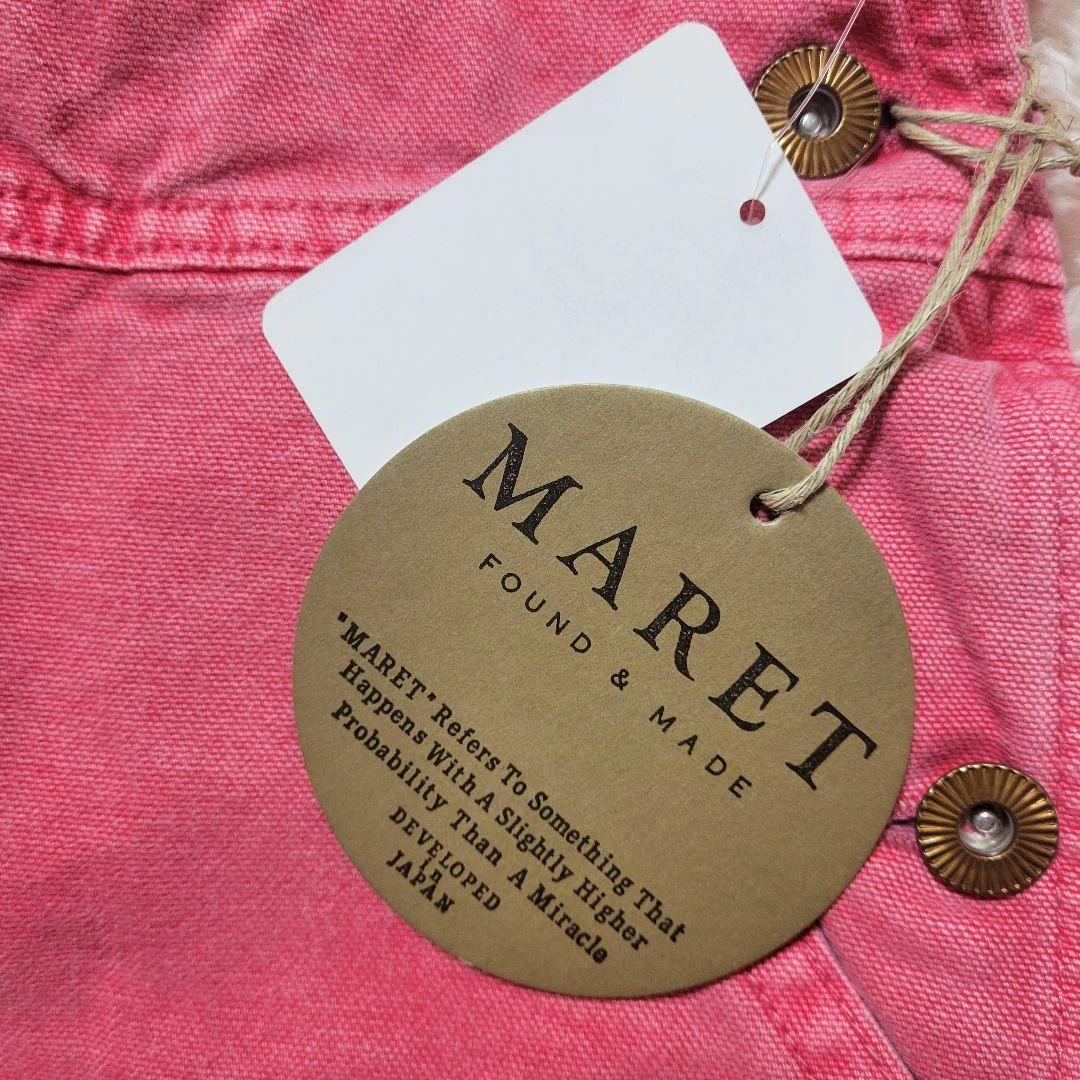 MARET
FOUND & MADE
"MARET" Refers To Something That
Happens With A Slightly Higher
Probability Than A Miracle
DEVELOPED
in
JAPAN